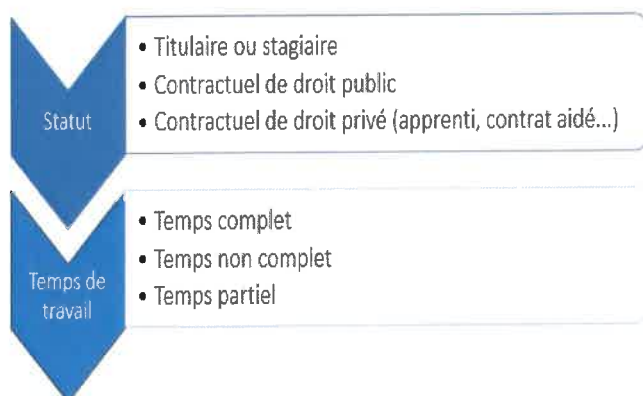 Statut
• Titulaire ou stagiaire
• Contractuel de droit public
• Contractuel de droit privé (apprenti, contrat aidé...)
Temps de
travail
• Temps complet
• Temps non complet
• Temps partiel